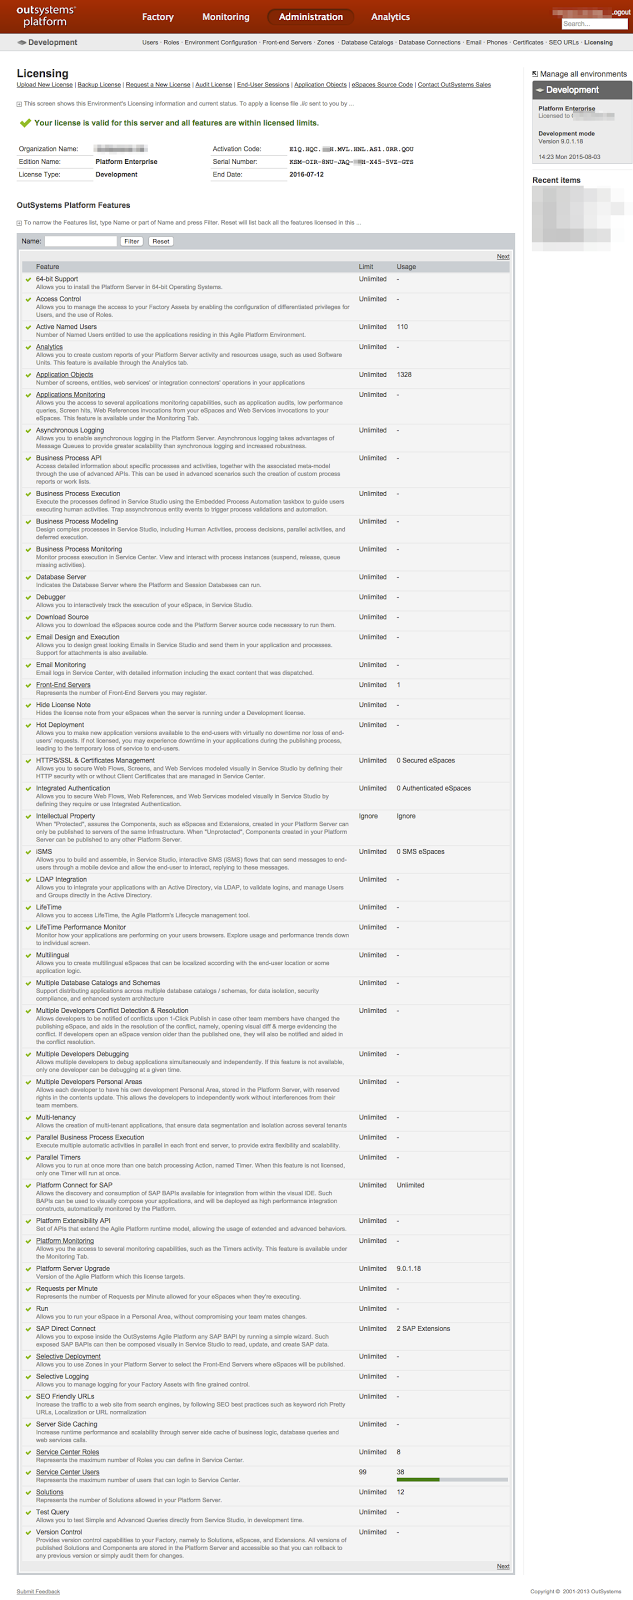 outsystems®
platform
Factory Monitoring Administration Analytics
Logout
Search...
Development
Users · Roles · Environment Configuration · Front-end Servers · Zones · Database Catalogs · Database Connections · Email · Phones · Certificates · SEO URLs · Licensing
Licensing
Upload New License | Backup License | Request a New License | Audit License | End-User Sessions | Application Objects | eSpaces Source Code | Contact OutSystems Sales
This screen shows this Environment's Licensing information and current status. To apply a license file .lic sent to you by ...
Your license is valid for this server and all features are within licensed limits.
Organization Name: Activation Code: H.MVL.HNL.AS1.0RR.QOU
Edition Name: Platform Enterprise Serial Number: KSM-OIR-8NU-JAQ- H-X45-5VZ-GTS
License Type: Development End Date: 2016-07-12
Manage all environments
Development
Platform Enterprise
Licensed to
Development mode
Version 9.0.1.18
14:23 Mon 2015-08-03
Recent items
OutSystems Platform Features
To narrow the Features list, type Name or part of Name and press Filter. Reset will list back all the features licensed in this ...
Name: Filter Reset
Next
Feature Limit Usage
64-bit Support Unlimited -
Allows you to install the Platform Server in 64-bit Operating Systems.
Access Control Unlimited -
Allows you to manage the access to your Factory Assets by enabling the configuration of differentiated privileges for
Users, and the use of Roles.
Active Named Users Unlimited 110
Number of Named Users entitled to use the applications residing in this Agile Platform Environment.
Analytics Unlimited -
Allows you to create custom reports of your Platform Server activity and resources usage, such as used Software
Units. This feature is available through the Analytics tab.
Application Objects Unlimited 1328
Number of screens, entities, web services' or integration connectors' operations in your applications
Applications Monitoring Unlimited -
Allows you the access to several applications monitoring capabilities, such as application audits, low performance
queries, Screen hits, Web References invocations from your eSpaces and Web Services invocations to your
eSpaces. This feature is available under the Monitoring Tab.
Asynchronous Logging Unlimited -
Allows you to enable asynchronous logging in the Platform Server. Asynchronous logging takes advantages of
Message Queues to provide greater scalability than synchronous logging and increased robustness.
Business Process API Unlimited -
Access detailed information about specific processes and activities, together with the associated meta-model
through the use of advanced APIs. This can be used in advanced scenarios such the creation of custom process
reports or work lists.
Business Process Execution Unlimited -
Execute the processes defined in Service Studio using the Embedded Process Automation taskbox to guide users
executing human activities. Trap assynchronous entity events to trigger process validations and automation.
Business Process Modeling Unlimited -
Design complex processes in Service Studio, including Human Activities, process decisions, parallel activities, and
deferred execution.
Business Process Monitoring Unlimited -
Monitor process execution in Service Center. View and interact with process instances (suspend, release, queue
missing activities).
Database Server Unlimited -
Indicates the Database Server where the Platform and Session Databases can run.
Debugger Unlimited -
Allows you to interactively track the execution of your eSpace, in Service Studio.
Download Source Unlimited -
Allows you to download the eSpaces source code and the Platform Server source code necessary to run them.
Email Design and Execution Unlimited -
Allows you to design great looking Emails in Service Studio and send them in your application and processes.
Support for attachments is also available.
Email Monitoring Unlimited -
Email logs in Service Center, with detailed information including the exact content that was dispatched.
Front-End Servers Unlimited 1
Represents the number of Front-End Servers you may register.
Hide License Note Unlimited -
Hides the license note from your eSpaces when the server is running under a Development license.
Hot Deployment Unlimited -
Allows you to make new application versions available to the end-users with virtually no downtime nor loss of end-
users' requests. If not licensed, you may experience downtime in your applications during the publishing process,
leading to the temporary loss of service to end-users.
HTTPS/SSL & Certificates Management Unlimited 0 Secured eSpaces
Allows you to secure Web Flows, Screens, and Web Services modeled visually in Service Studio by defining their
HTTP security with or without Client Certificates that are managed in Service Center.
Integrated Authentication Unlimited 0 Authenticated eSpaces
Allows you to secure Web Flows, Web References, and Web Services modeled visually in Service Studio by
defining they require or use Integrated Authentication.
Intellectual Property Ignore Ignore
When "Protected", assures the Components, such as eSpaces and Extensions, created in your Platform Server can
only be published to servers of the same Infrastructure. When "Unprotected", Components created in your Platform
Server can be published to any other Platform Server.
iSMS Unlimited 0 SMS eSpaces
Allows you to build and assemble, in Service Studio, interactive SMS (iSMS) flows that can send messages to end-
users through a mobile device and allow the end-user to interact, replying to these messages.
LDAP Integration Unlimited -
Allows you to integrate your applications with an Active Directory, via LDAP, to validate logins, and manage Users
and Groups directly in the Active Directory.
LifeTime Unlimited -
Allows you to access LifeTime, the Agile Platform's Lifecycle management tool.
LifeTime Performance Monitor Unlimited -
Monitor how your applications are performing on your users browsers. Explore usage and performance trends down
to individual screen.
Multilingual Unlimited -
Allows you to create multilingual eSpaces that can be localized according with the end-user location or some
application logic.
Multiple Database Catalogs and Schemas Unlimited -
Support distributing applications across multiple database catalogs / schemas, for data isolation, security
compliance, and enhanced system architecture
Multiple Developers Conflict Detection & Resolution Unlimited -
Allows developers to be notified of conflicts upon 1-Click Publish in case other team members have changed the
publishing eSpace, and aids in the resolution of the conflict, namely, opening visual diff & merge evidencing the
conflict. If developers open an eSpace version older than the published one, they will also be notified and aided in
the conflict resolution.
Multiple Developers Debugging Unlimited -
Allows multiple developers to debug applications simultaneously and independently. If this feature is not available,
only one developer can be debugging at a given time.
Multiple Developers Personal Areas Unlimited -
Allows each developer to have his own development Personal Area, stored in the Platform Server, with reserved
rights in the contents update. This allows the developers to independently work without interferences from their
team members.
Multi-tenancy Unlimited -
Allows the creation of multi-tenant applications, that ensure data segmentation and isolation across several tenants
Parallel Business Process Execution Unlimited -
Execute multiple automatic activities in parallel in each front end server, to provide extra flexibility and scalability.
Parallel Timers Unlimited -
Allows you to run at once more than one batch processing Action, named Timer. When this feature is not licensed,
only one Timer will run at once.
Platform Connect for SAP Unlimited Unlimited
Allows the discovery and consumption of SAP BAPIs available for integration from within the visual IDE. Such
BAPIs can be used to visually compose your applications, and will be deployed as high performance integration
constructs, automatically monitored by the Platform.
Platform Extensibility API Unlimited -
Set of APIs that extend the Agile Platform runtime model, allowing the usage of extended and advanced behaviors.
Platform Monitoring Unlimited -
Allows you the access to several monitoring capabilities, such as the Timers activity. This feature is available under
the Monitoring Tab.
Platform Server Upgrade Unlimited 9.0.1.18
Version of the Agile Platform which this license targets.
Requests per Minute Unlimited -
Represents the number of Requests per Minute allowed for your eSpaces when they're executing.
Run Unlimited -
Allows you to run your eSpace in a Personal Area, without compromising your team mates changes.
SAP Direct Connect Unlimited 2 SAP Extensions
Allows you to expose inside the OutSystems Agile Platform any SAP BAPI by running a simple wizard. Such
exposed SAP BAPIs can then be composed visually in Service Studio to read, update, and create SAP data.
Selective Deployment Unlimited -
Allows you to use Zones in your Platform Server to select the Front-End Servers where eSpaces will be published.
Selective Logging Unlimited -
Allows you to manage logging for your Factory Assets with fine grained control.
SEO Friendly URLs Unlimited -
Increase the traffic to a web site from search engines, by following SEO best practices such as keyword rich Pretty
URLs, Localization or URL normalization
Server Side Caching Unlimited -
Increase runtime performance and scalability through server side cache of business logic, database queries and
web services calls.
Service Center Roles Unlimited 8
Represents the maximum number of Roles you can define in Service Center.
Service Center Users 99 38
Represents the maximum number of users that can login to Service Center.
Solutions Unlimited 12
Represents the number of Solutions allowed in your Platform Server.
Test Query Unlimited -
Allows you to test Simple and Advanced Queries directly from Service Studio, in development time.
Version Control Unlimited -
Provides version control capabilities to your Factory, namely to Solutions, eSpaces, and Extensions. All versions of
published Solutions and Components are stored in the Platform Server and accessible so that you can rollback to
any previous version or simply audit them for changes.
Next
Submit Feedback
Copyright © 2001-2013 OutSystems